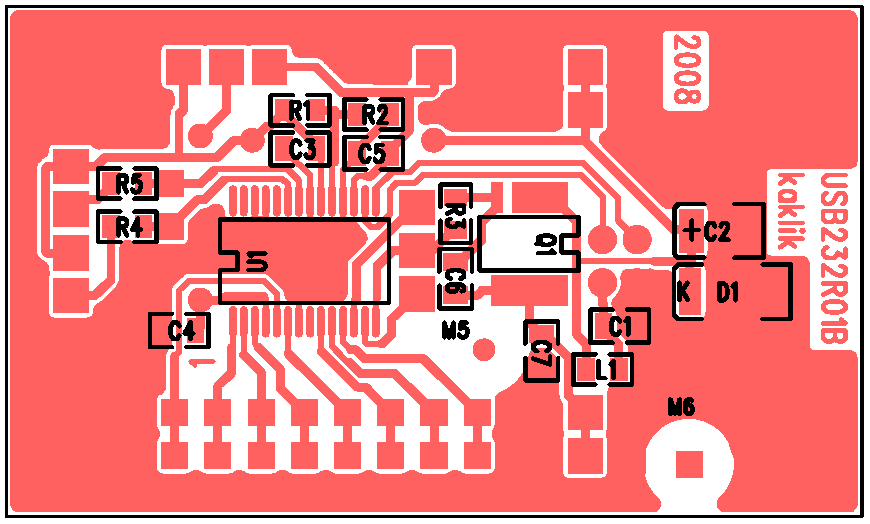 2008
R1
R2
C3
C5
R5
R4
R3
USB232R01B
kaklik
+C2
Q1
U1
C6
K D1
C4
M5
C1
C7
1
L1
M6